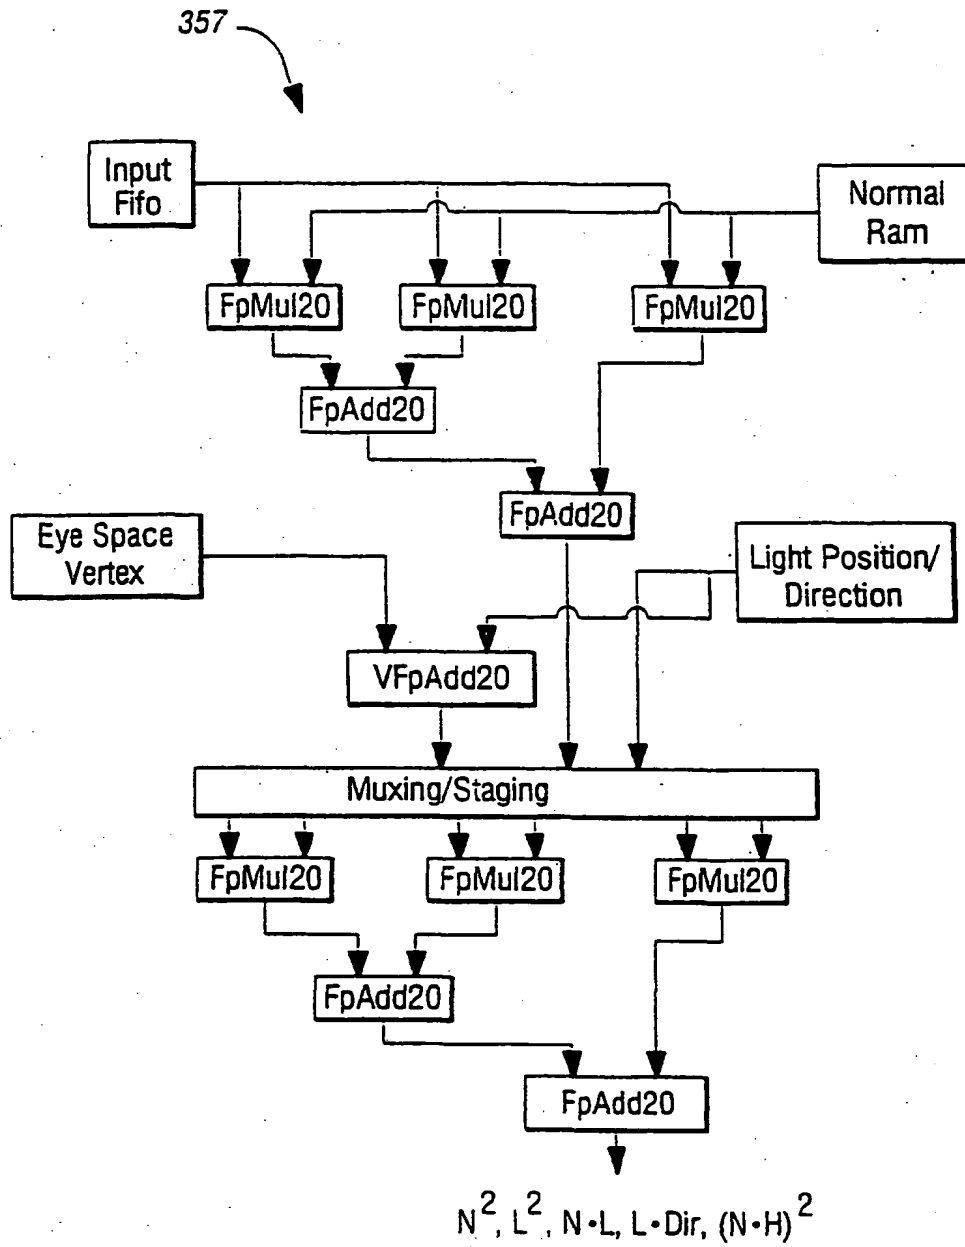 357
Input
Fifo
Normal
Ram
FpMul20
FpMul20
FpMul20
FpAdd20
FpAdd20
Eye Space
Vertex
Light Position/
Direction
VFpAdd20
Muxing/Staging
FpMul20
FpMul20
FpMul20
FpAdd20
FpAdd20
N², L², N•L, L•Dir, (N•H)²